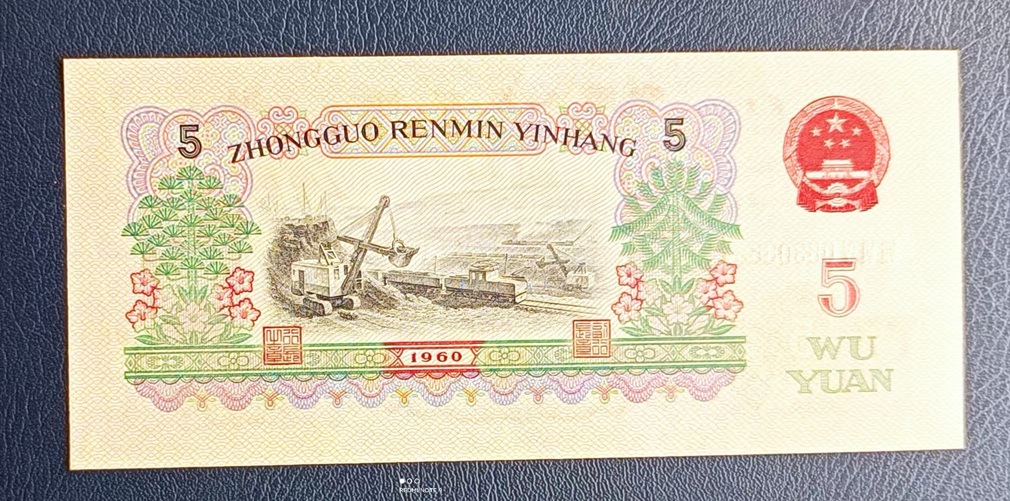 5 ZHONGGUO RENMIN YINHANG 5
5
1960
WU
YUAN